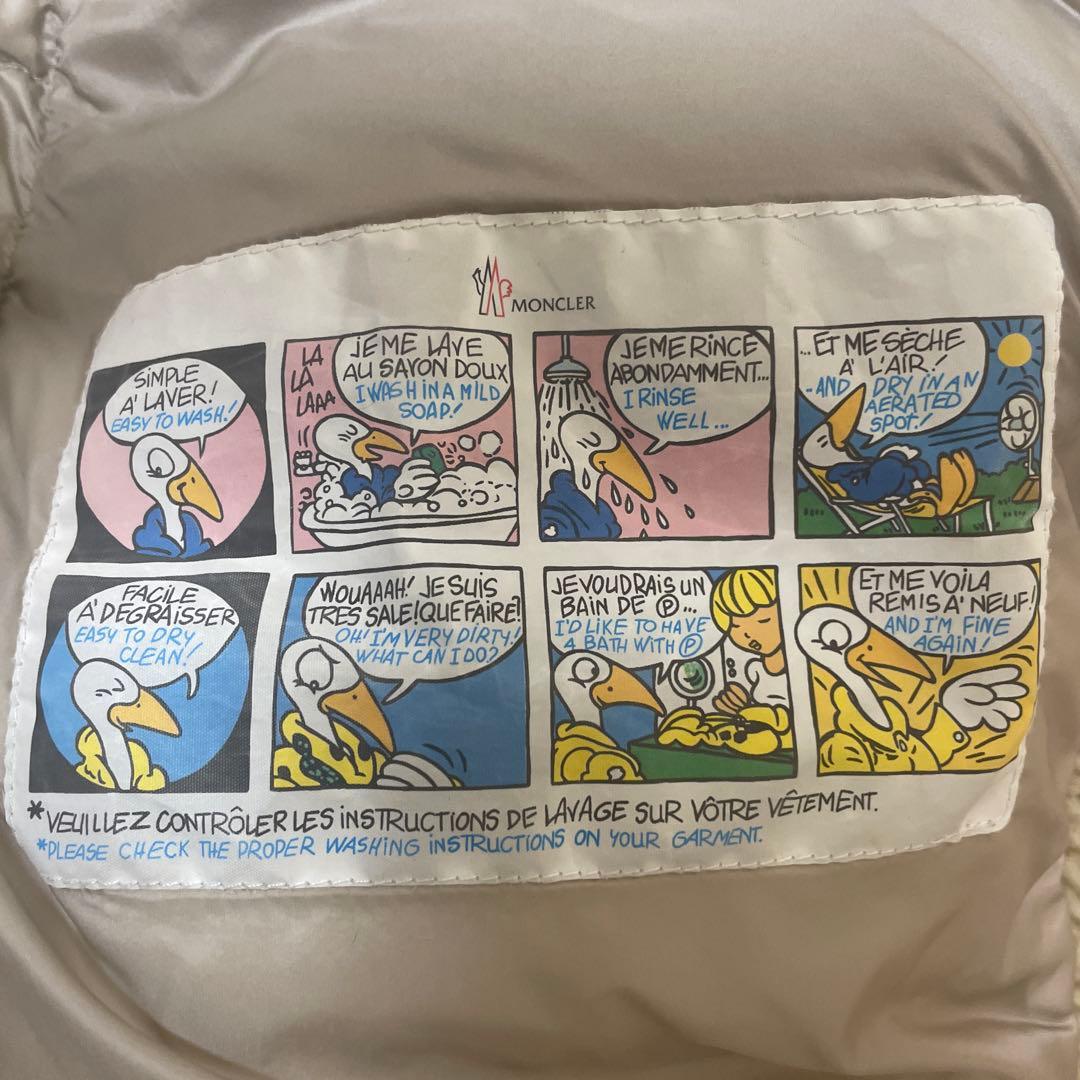 MONCLER
SIMPLE
A' LAVER!
EASY TO WASH!
LA
LA
LAAA
JE ME LAVE
AU SAVON DOUX
I WASH IN A MILD
SOAP!
JE ME RINCE
ABONDAMMENT...
I RINSE
WELL...
...ET ME SÈCHE
A' L'AIR!
-AND DRY IN AN
AERATED
SPOT!
FACILE
A' DEGRAISSER
EASY TO DRY
CLEAN!
WOUAAAH! JE SUIS
TRES SALE! QUE FAIRE?
OH! I'M VERY DIRTY!
WHAT CAN I DO?
JE VOUDRAIS UN
BAIN DE Ⓟ...
I'D LIKE TO HAVE
A BATH WITH Ⓟ
ET ME VOILA
REMIS A' NEUF!
AND I'M FINE
AGAIN!
*VEUILLEZ CONTRÔLER LES INSTRUCTIONS DE LAVAGE SUR VÔTRE VÊTEMENT.
*PLEASE CHECK THE PROPER WASHING INSTRUCTIONS ON YOUR GARMENT.